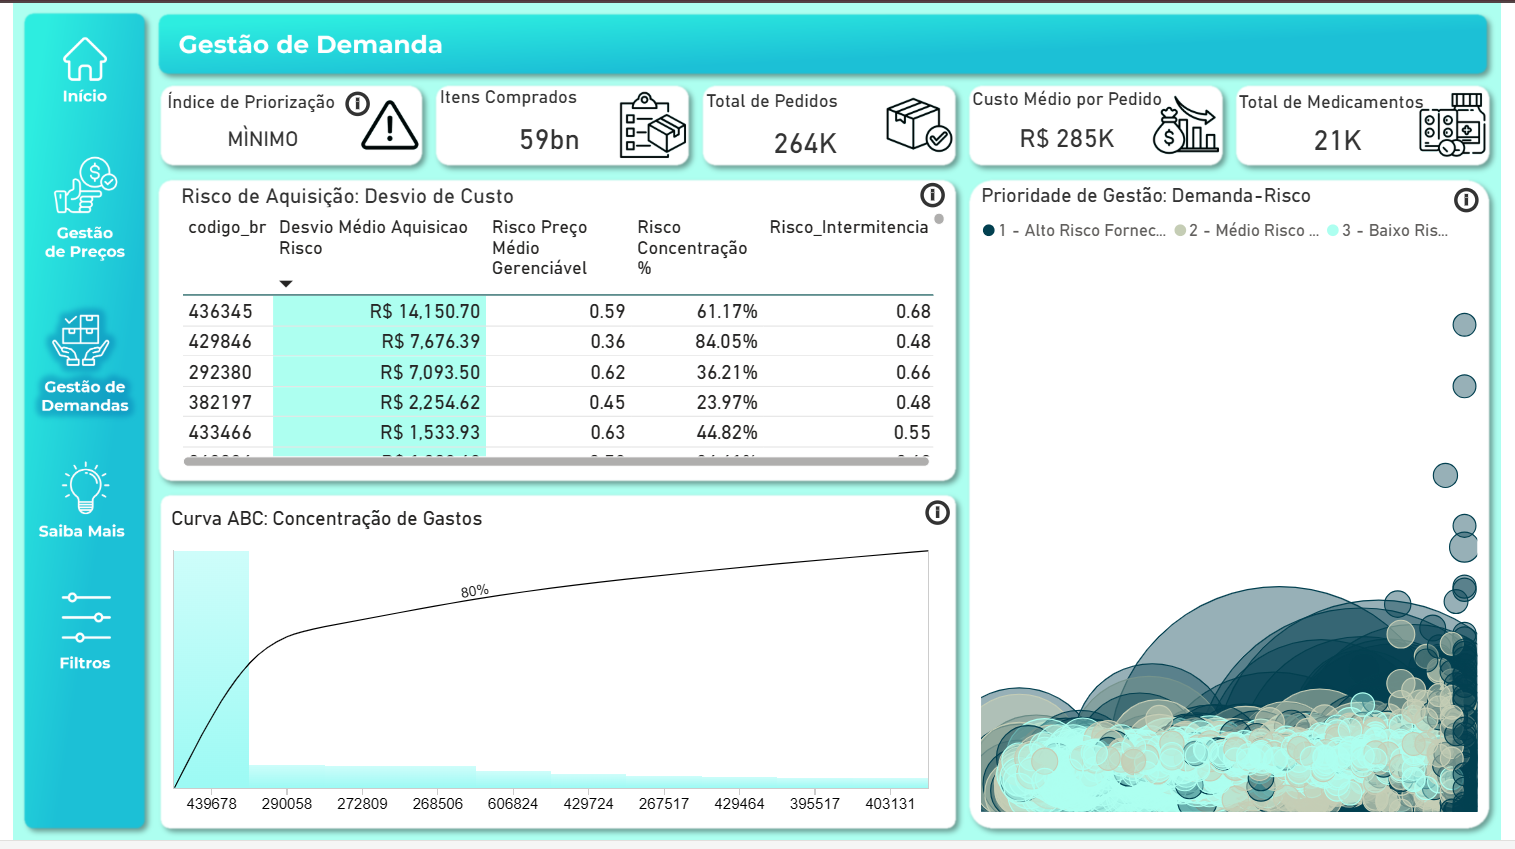 Gestão de Demanda
Início
Gestão
de Preços
Gestão de
Demandas
Saiba Mais
Filtros
Índice de Priorização
MÌNIMO
Itens Comprados
59bn
Total de Pedidos
264K
Custo Médio por Pedido
R$ 285K
Total de Medicamentos
21K
Risco de Aquisição: Desvio de Custo
codigo_br Desvio Médio Aquisicao Risco Risco Preço Médio Gerenciável Risco Concentração % Risco_Intermitencia
436345 R$ 14,150.70 0.59 61.17% 0.68
429846 R$ 7,676.39 0.36 84.05% 0.48
292380 R$ 7,093.50 0.62 36.21% 0.66
382197 R$ 2,254.62 0.45 23.97% 0.48
433466 R$ 1,533.93 0.63 44.82% 0.55
Curva ABC: Concentração de Gastos
80%
439678 290058 272809 268506 606824 429724 267517 429464 395517 403131
Prioridade de Gestão: Demanda-Risco
1 - Alto Risco Fornec... 2 - Médio Risco ... 3 - Baixo Ris...